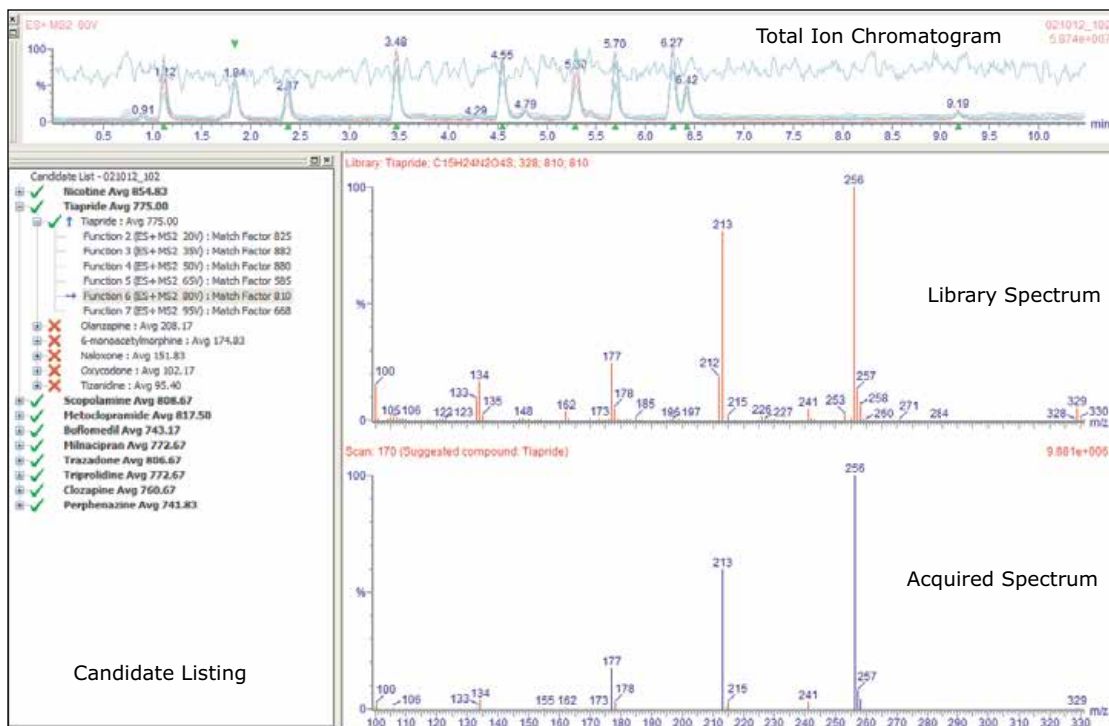 ES+ MS2 80V
Total Ion Chromatogram
021012_102
5.874e+007
100
%
0
0.91
1.12
1.84
2.37
3.48
4.29
4.55
4.79
5.30
5.70
6.27
6.42
9.19
0.5 1.0 1.5 2.0 2.5 3.0 3.5 4.0 4.5 5.0 5.5 6.0 6.5 7.0 7.5 8.0 8.5 9.0 9.5 10.0
min
Candidate List - 021012_102
Nicotine Avg 854.83
Tiapride Avg 775.00
Tiapride : Avg 775.00
Function 2 (ES+ MS2 20V) : Match Factor 825
Function 3 (ES+ MS2 35V) : Match Factor 882
Function 4 (ES+ MS2 50V) : Match Factor 880
Function 5 (ES+ MS2 65V) : Match Factor 585
Function 6 (ES+ MS2 80V) : Match Factor 810
Function 7 (ES+ MS2 95V) : Match Factor 668
Olanzapine : Avg 208.17
6-monoacetylmorphine : Avg 174.83
Naloxone : Avg 151.83
Oxycodone : Avg 102.17
Tizanidine : Avg 95.40
Scopolamine Avg 808.67
Metoclopramide Avg 817.50
Buflomedil Avg 743.17
Milnacipran Avg 772.67
Trazadone Avg 806.67
Triprolidine Avg 772.67
Clozapine Avg 760.67
Perphenazine Avg 741.83
Candidate Listing
Library: Tiapride; C15H24N2O4S; 328; 810; 810
100
%
0
100
105 106
122 123
133
134
135
148
162
173
177
178
185
196 197
212
213
215
226 227
241
253
256
257
258
260
271
284
328
329
330
m/z
Library Spectrum
Scan: 170 (Suggested compound: Tiapride)
9.881e+006
100
%
0
100
106
133
134
155 162
173
177
178
213
215
241
256
257
329
m/z
Acquired Spectrum
100 110 120 130 140 150 160 170 180 190 200 210 220 230 240 250 260 270 280 290 300 310 320 330